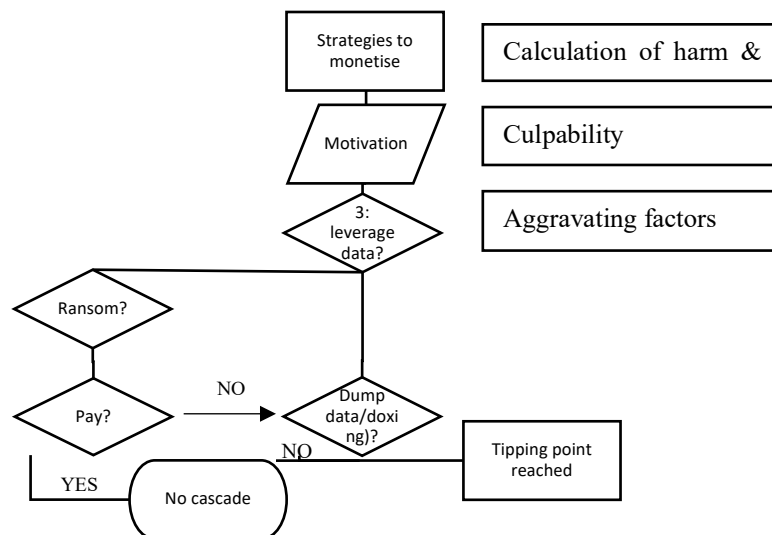 Strategies to
monetise
Calculation of harm &
Motivation
Culpability
3:
leverage
data?
Aggravating factors
Ransom?
Pay?
NO
Dump
data/doxi
ng)?
NO
Tipping point
reached
YES
No cascade